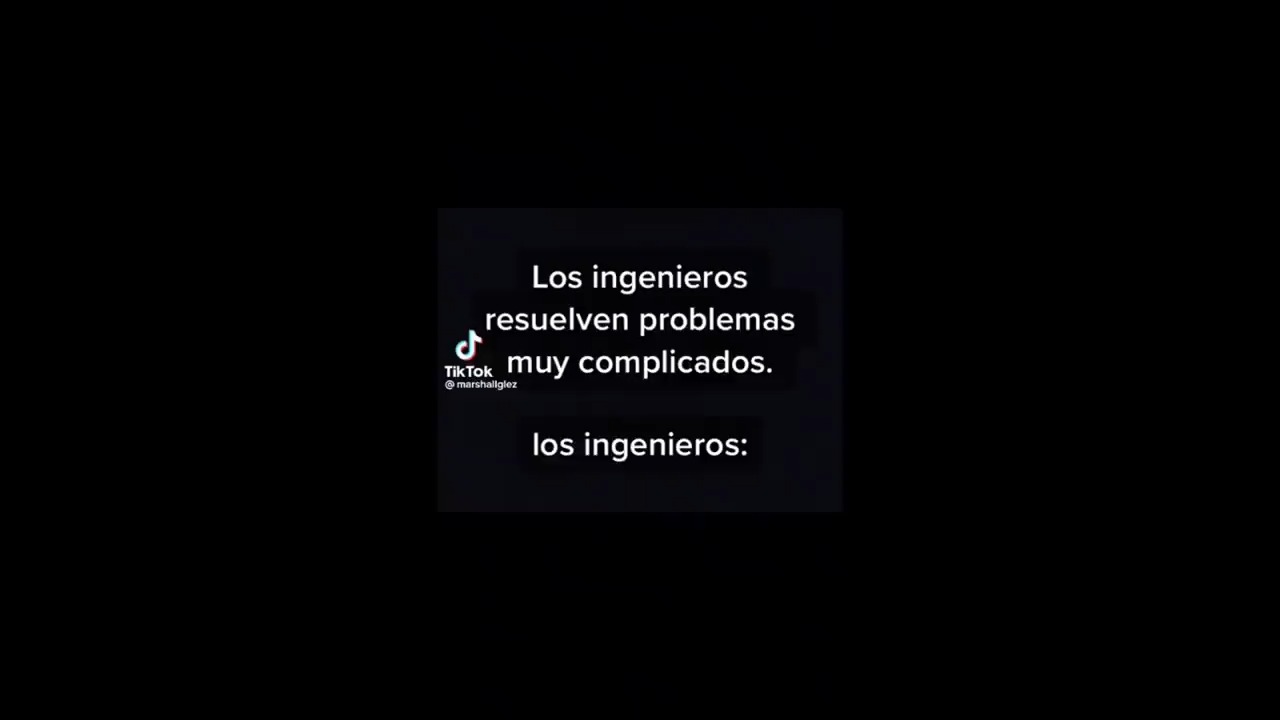 Los ingenieros
resuelven problemas
muy complicados.
TikTok
@marshallglez
los ingenieros: